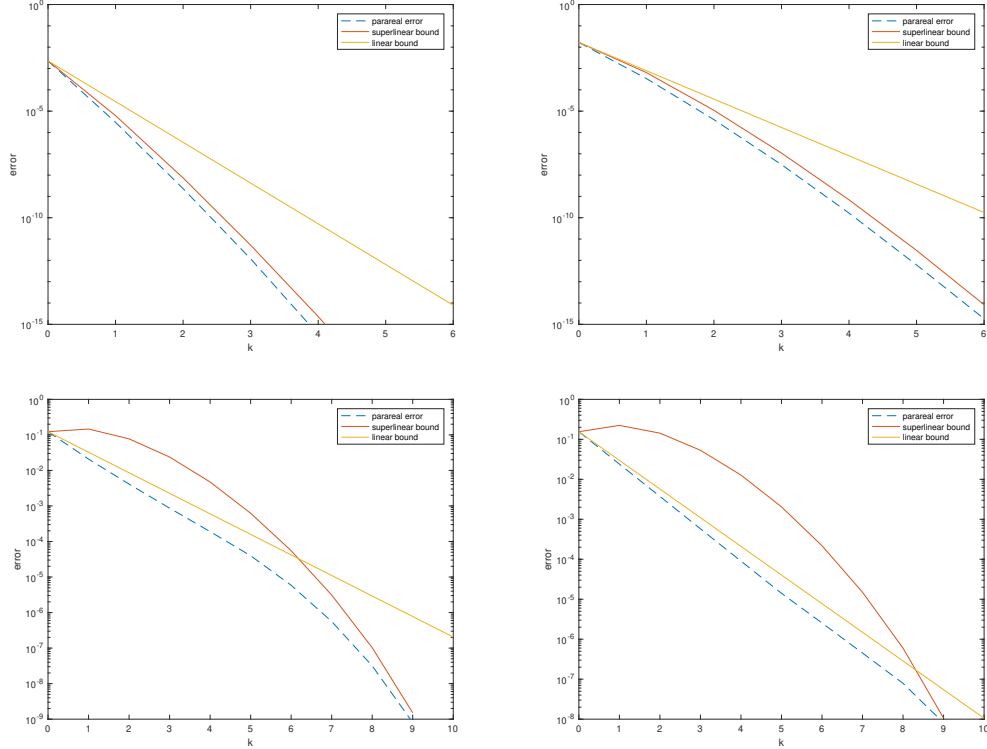 10^0
10^-5
10^-10
10^-15
error
0 1 2 3 4 5 6
k
parareal error
superlinear bound
linear bound
10^0
10^-5
10^-10
10^-15
error
0 1 2 3 4 5 6
k
parareal error
superlinear bound
linear bound
10^0
10^-1
10^-2
10^-3
10^-4
10^-5
10^-6
10^-7
10^-8
10^-9
error
0 1 2 3 4 5 6 7 8 9 10
k
parareal error
superlinear bound
linear bound
10^0
10^-1
10^-2
10^-3
10^-4
10^-5
10^-6
10^-7
10^-8
error
0 1 2 3 4 5 6 7 8 9 10
k
parareal error
superlinear bound
linear bound